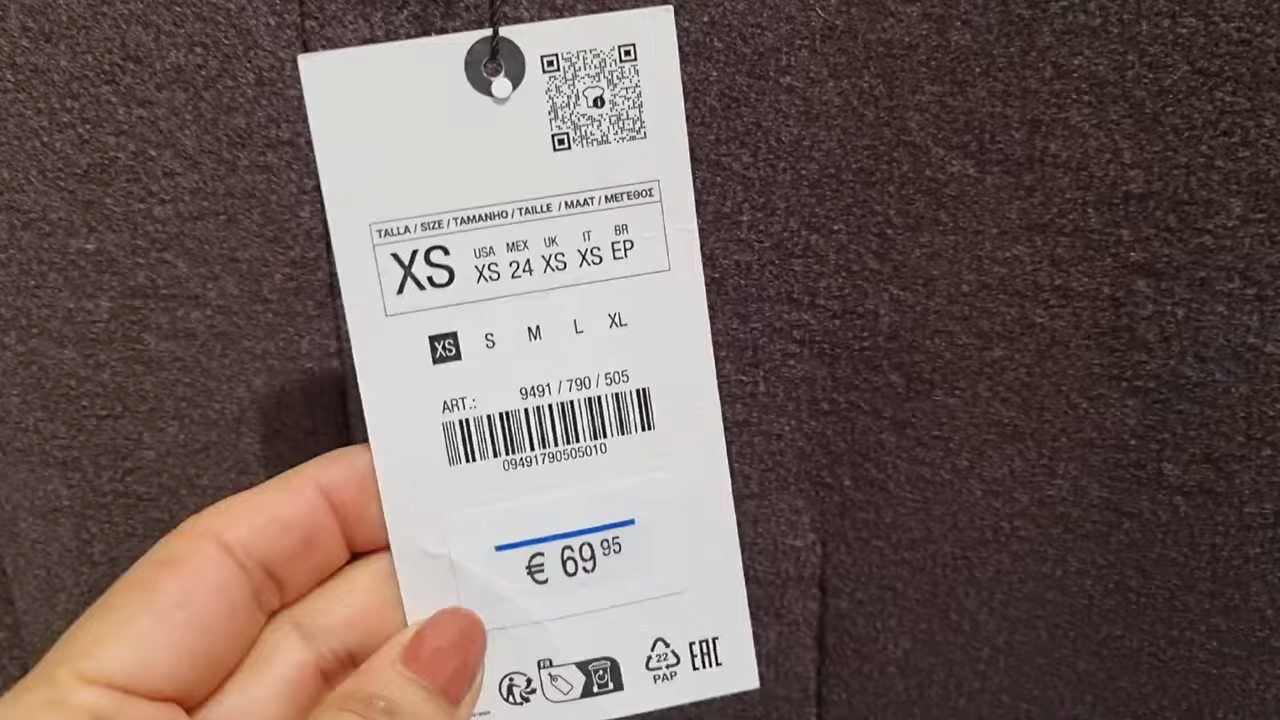 TALLA / SIZE / TAMANHO / TAILLE / MAAT / ΜΕΓΕΘΟΣ
XS
USA MEX UK IT BR
XS 24 XS XS EP
XS S M L XL
ART.: 9491 / 790 / 505
09491790505010
€ 69 95
FR
22
PAP
EAC